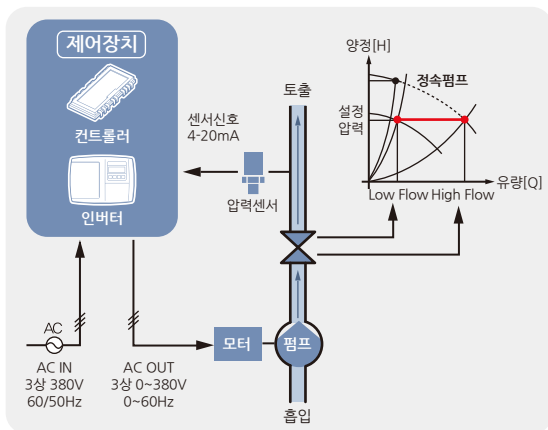 제어장치
컨트롤러
인버터
AC
AC IN
3상 380V
60/50Hz
AC OUT
3상 0~380V
0~60Hz
센서신호
4-20mA
압력센서
토출
모터
펌프
흡입
양정[H]
정속펌프
설정
압력
유량[Q]
Low Flow High Flow